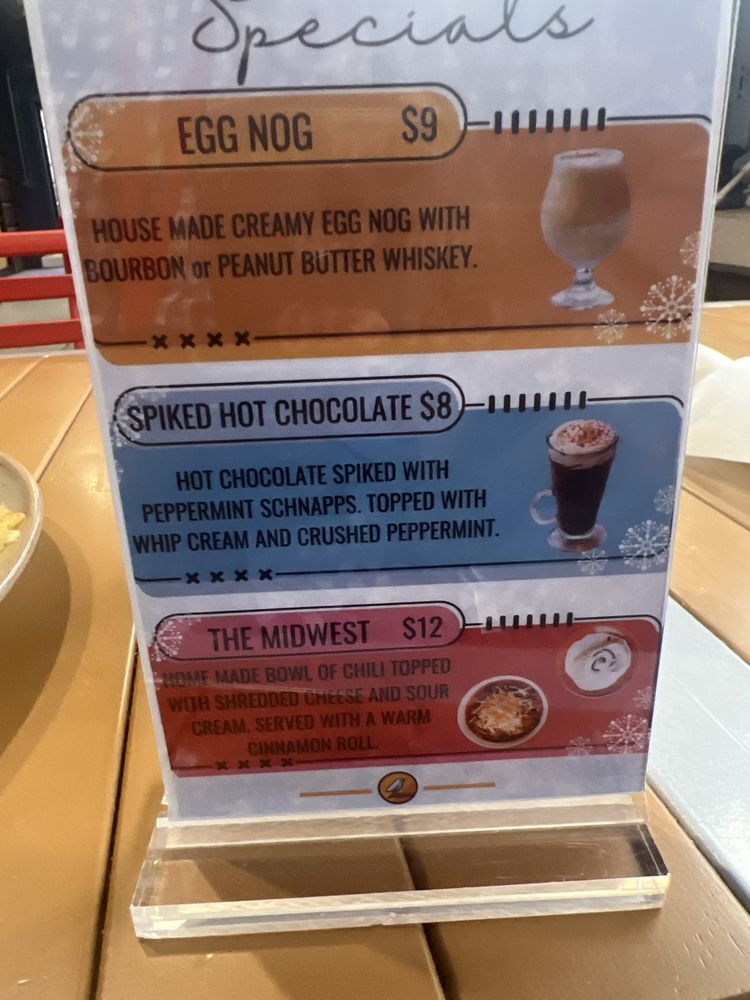 Specials
EGG NOG $9
HOUSE MADE CREAMY EGG NOG WITH
BOURBON or PEANUT BUTTER WHISKEY.
SPIKED HOT CHOCOLATE $8
HOT CHOCOLATE SPIKED WITH
PEPPERMINT SCHNAPPS. TOPPED WITH
WHIP CREAM AND CRUSHED PEPPERMINT.
THE MIDWEST $12
HOME MADE BOWL OF CHILI TOPPED
WITH SHREDDED CHEESE AND SOUR
CREAM. SERVED WITH A WARM
CINNAMON ROLL.